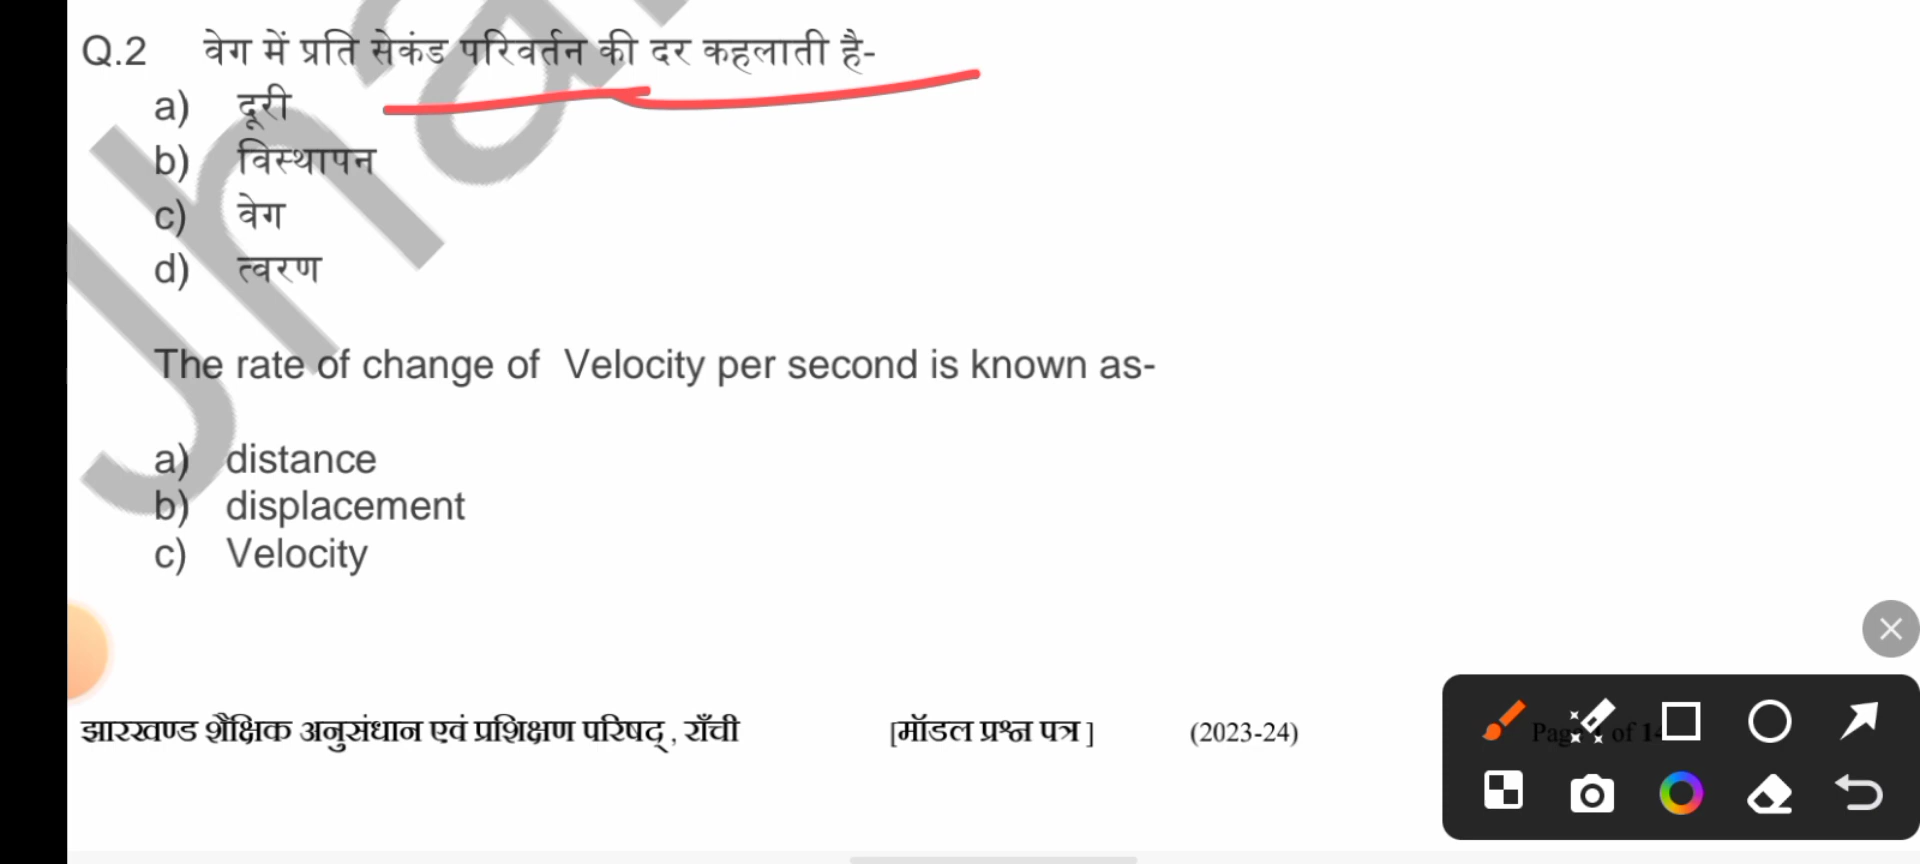 Q.2 वेग में प्रति सेकंड परिवर्तन की दर कहलाती है-
a) दूरी
b) विस्थापन
c) वेग
d) त्वरण
The rate of change of Velocity per second is known as-
a) distance
b) displacement
c) Velocity
झारखण्ड शैक्षिक अनुसंधान एवं प्रशिक्षण परिषद् , राँची [मॉडल प्रश्न पत्र ] (2023-24) of